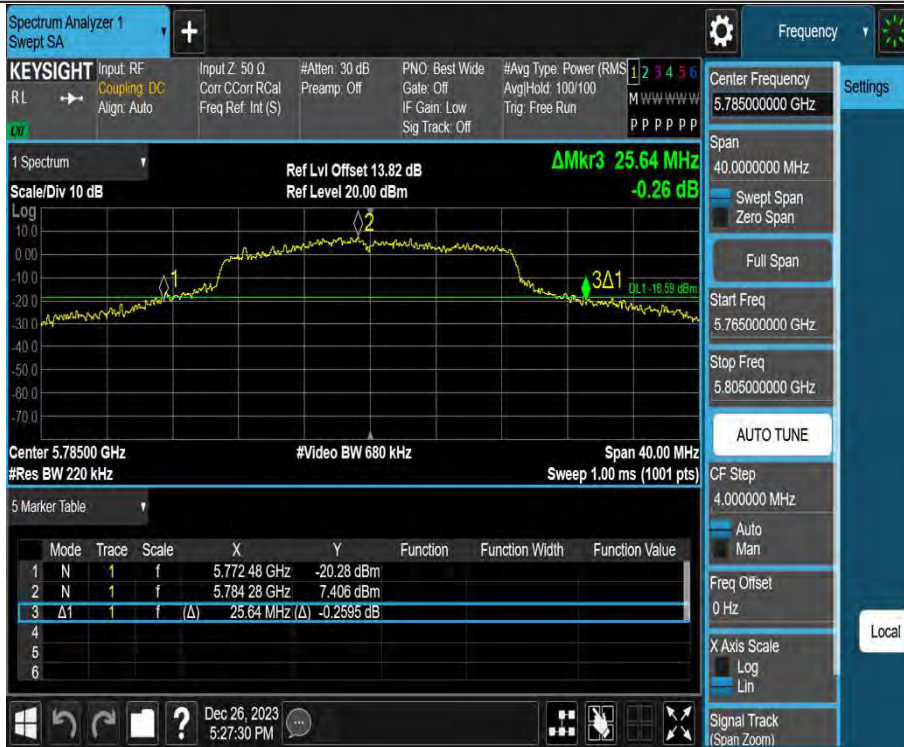 Spectrum Analyzer 1
Swept SA
+
Frequency
KEYSIGHT
RL
LXI
Input: RF
Coupling: DC
Align: Auto
Input Z: 50 Ω
Corr CCorr RCal
Freq Ref: Int (S)
#Atten: 30 dB
Preamp: Off
PNO: Best Wide
Gate: Off
IF Gain: Low
Sig Track: Off
#Avg Type: Power (RMS
Avg|Hold: 100/100
Trig: Free Run
1 2 3 4 5 6
M W W W W W
P P P P P P
1 Spectrum
Scale/Div 10 dB
Ref Lvl Offset 13.82 dB
Ref Level 20.00 dBm
ΔMkr3 25.64 MHz
-0.26 dB
Log
10.0
0.00
-10.0
-20.0
-30.0
-40.0
-50.0
-60.0
-70.0
1
2
3Δ1
DL1 -18.59 dBm
Center 5.78500 GHz
#Res BW 220 kHz
#Video BW 680 kHz
Span 40.00 MHz
Sweep 1.00 ms (1001 pts)
5 Marker Table
Mode Trace Scale X Y Function Function Width Function Value
1 N 1 f 5.772 48 GHz -20.28 dBm
2 N 1 f 5.784 28 GHz 7.406 dBm
3 Δ1 1 f (Δ) 25.64 MHz (Δ) -0.2595 dB
4
5
6
?
Dec 26, 2023
5:27:30 PM
Center Frequency
5.785000000 GHz
Span
40.0000000 MHz
Swept Span
Zero Span
Full Span
Start Freq
5.765000000 GHz
Stop Freq
5.805000000 GHz
AUTO TUNE
CF Step
4.000000 MHz
Auto
Man
Freq Offset
0 Hz
X Axis Scale
Log
Lin
Signal Track
(Span Zoom)
Settings
Local